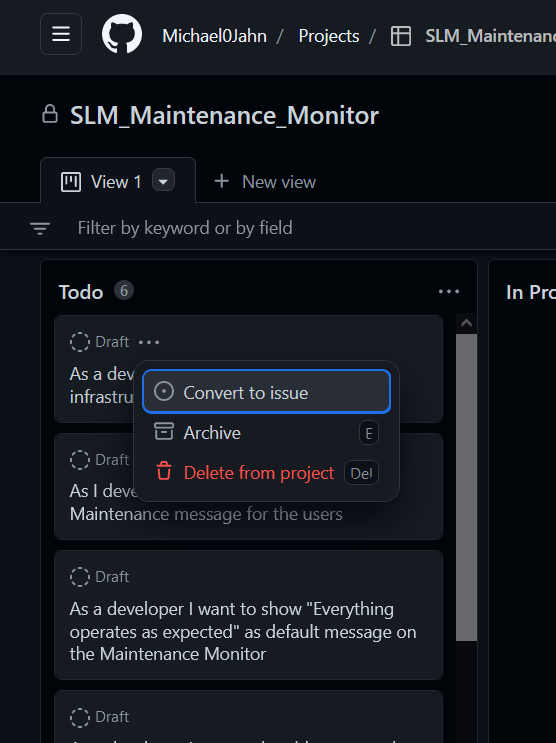 Michael0Jahn / Projects / SLM_Maintenanc
SLM_Maintenance_Monitor
View 1
New view
Filter by keyword or by field
Todo 6
In Pro
Draft
As a dev
infrastru
Convert to issue
Archive E
Delete from project Del
Draft
As I deve
Maintenance message for the users
Draft
As a developer I want to show "Everything
operates as expected" as default message on
the Maintenance Monitor
Draft